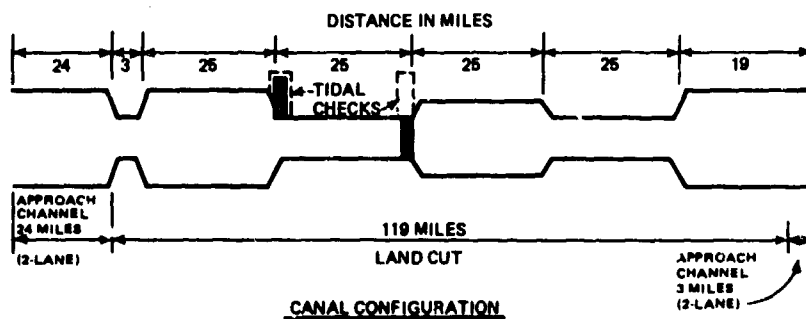 DISTANCE IN MILES
24 3 25 25 25 25 19
TIDAL
CHECKS
APPROACH
CHANNEL
24 MILES
(2-LANE)
119 MILES
LAND CUT
APPROACH
CHANNEL
3 MILES
(2-LANE)
CANAL CONFIGURATION